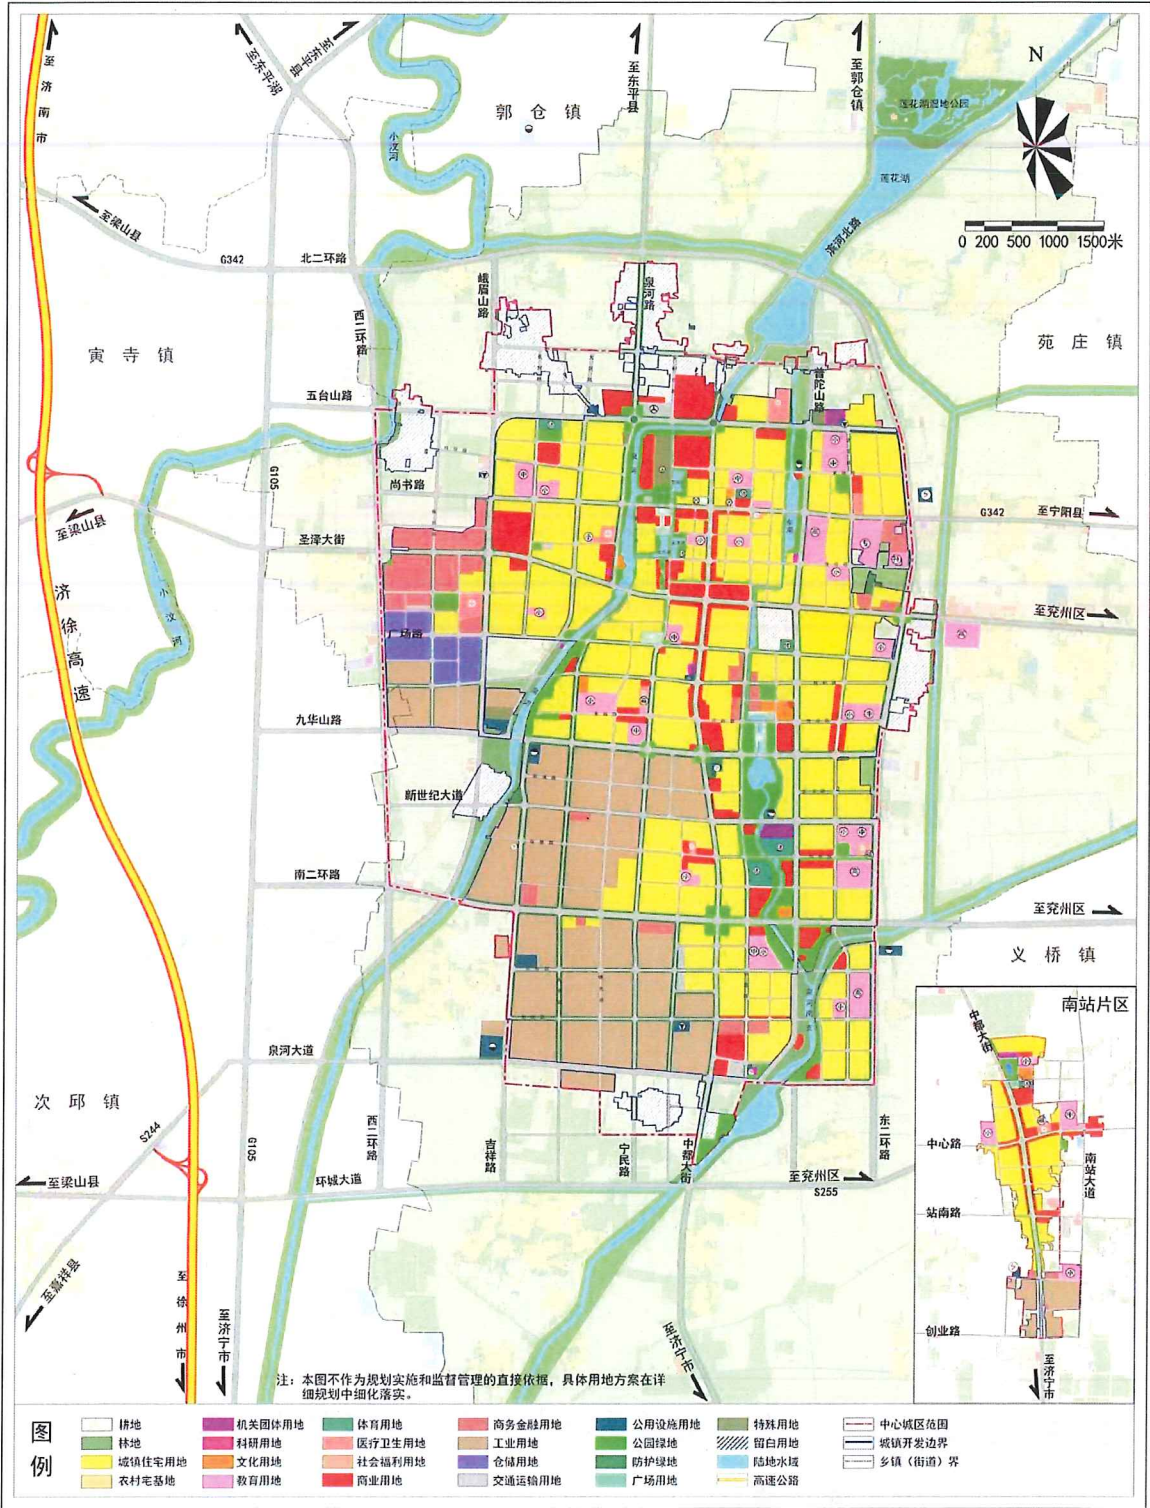 至济南市
至东平湖
至东平县
至东平县
至郭仓镇
N
莲花湖湿地公园
郭仓镇
小汶河
莲花湖
至梁山县
滨河北路
0 200 500 1000 1500米
G342
北二环路
峨眉山路
泉河路
西二环路
寅寺镇
苑庄镇
普陀山路
五台山路
G105
尚书路
至梁山县
G342
至宁阳县
圣泽大街
济徐高速
小汶河
至兖州区
广场路
九华山路
新世纪大道
南二环路
至兖州区
义桥镇
南站片区
中都大街
泉河大道
次邱镇
S244
G105
西二环路
吉祥路
宁民路
中都大街
东二环路
中心路
南站大道
至梁山县
环城大道
至兖州区
S255
站南路
至嘉祥县
至徐州市
至济宁市
至济宁市
创业路
至济宁市
注：本图不作为规划实施和监督管理的直接依据，具体用地方案在详
细规划中细化落实。
图例
耕地 机关团体用地 体育用地 商务金融用地 公用设施用地 特殊用地 中心城区范围
林地 科研用地 医疗卫生用地 工业用地 公园绿地 留白用地 城镇开发边界
城镇住宅用地 文化用地 社会福利用地 仓储用地 防护绿地 陆地水域 乡镇（街道）界
农村宅基地 教育用地 商业用地 交通运输用地 广场用地 高速公路